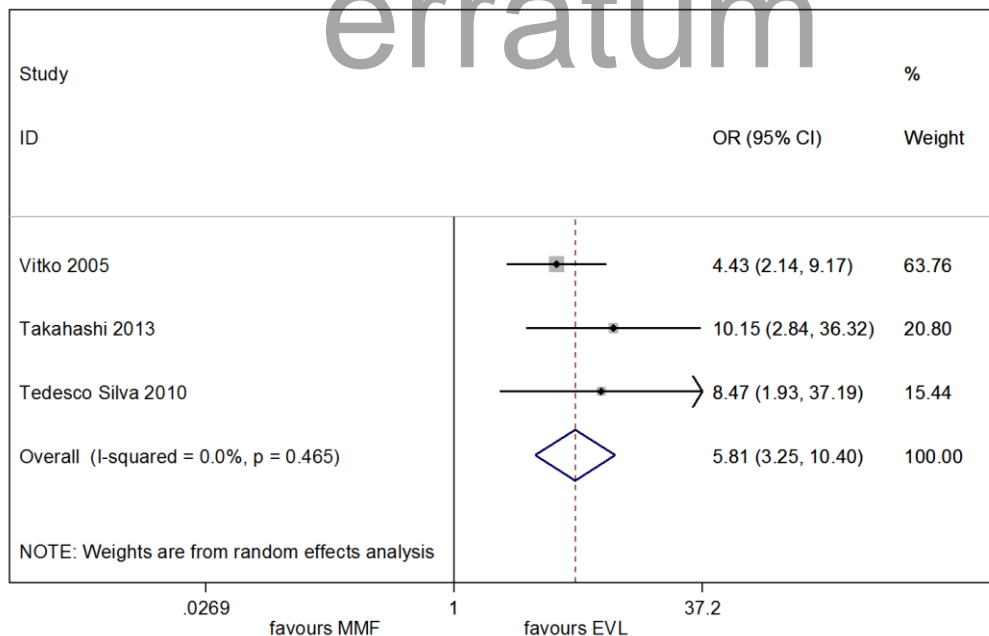 erratum
Study %
ID OR (95% CI) Weight
Vitko 2005 4.43 (2.14, 9.17) 63.76
Takahashi 2013 10.15 (2.84, 36.32) 20.80
Tedesco Silva 2010 8.47 (1.93, 37.19) 15.44
Overall (I-squared = 0.0%, p = 0.465) 5.81 (3.25, 10.40) 100.00
NOTE: Weights are from random effects analysis
.0269 1 37.2
favours MMF favours EVL